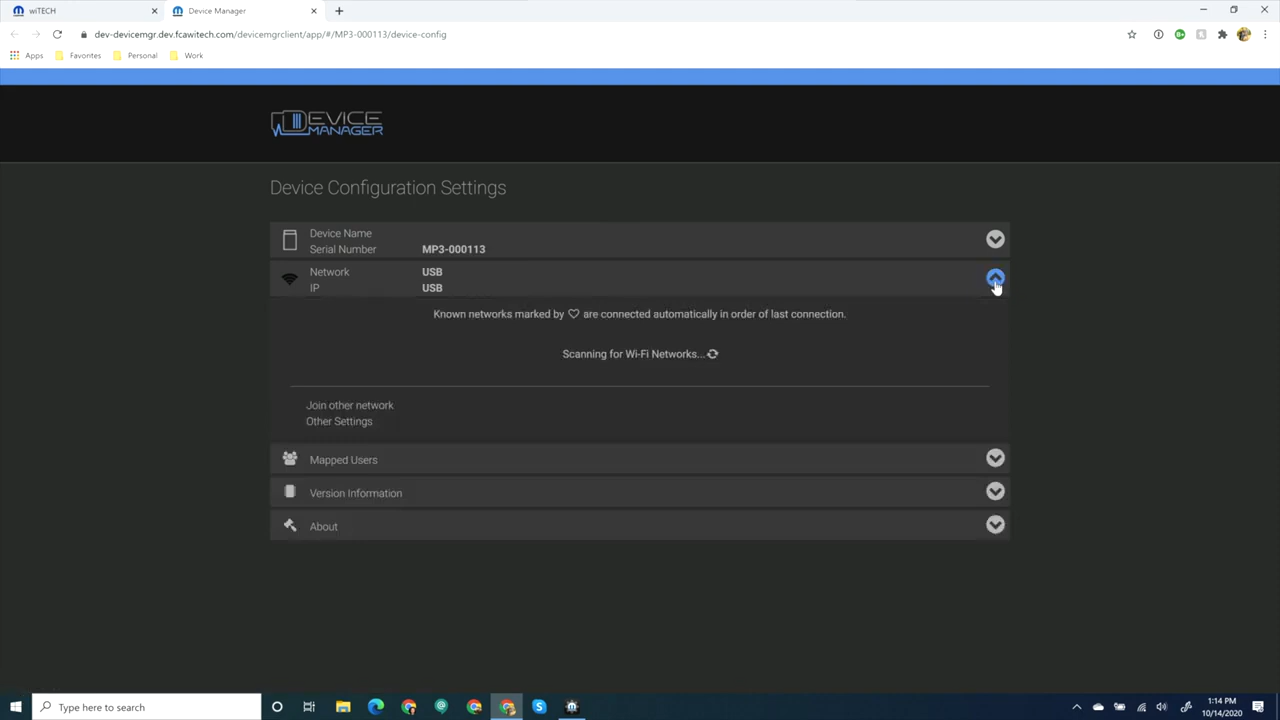 wiTECH
Device Manager
dev-devicemgr.dev.fcawitech.com/devicemgrclient/app/#/MP3-000113/device-config
Apps Favorites Personal Work
DEVICE
MANAGER
Device Configuration Settings
Device Name
Serial Number MP3-000113
Network USB
IP USB
Known networks marked by ♡ are connected automatically in order of last connection.
Scanning for Wi-Fi Networks...
Join other network
Other Settings
Mapped Users
Version Information
About
Type here to search
1:14 PM
10/14/2020